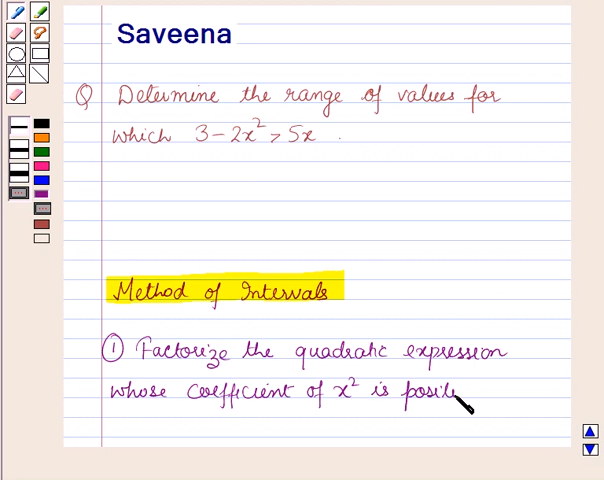 Saveena
Q Determine the range of values for
which 3 - 2x² > 5x .
Method of Intervals
① Factorize the quadratic expression
whose coefficient of x² is positi